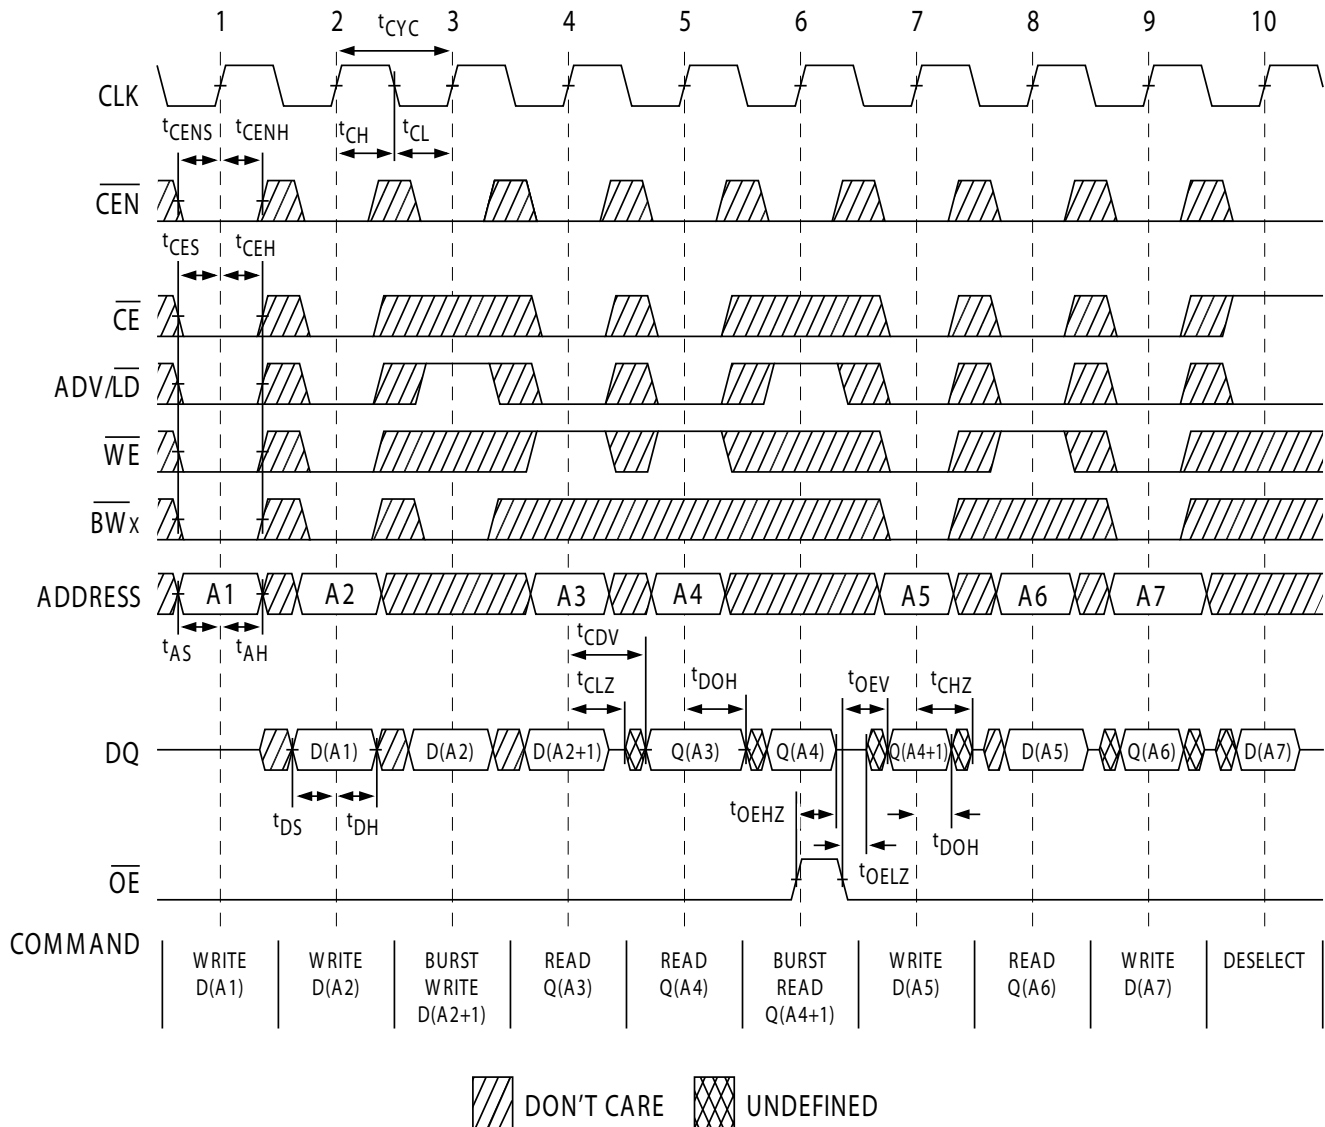 1 2 3 4 5 6 7 8 9 10
tCYC
CLK
tCENS tCENH tCH tCL
CEN
tCES tCEH
CE
ADV/LD
WE
BWx
ADDRESS A1 A2 A3 A4 A5 A6 A7
tAS tAH
tCDV
tCLZ tDOH tOEV tCHZ
DQ D(A1) D(A2) D(A2+1) Q(A3) Q(A4) Q(A4+1) D(A5) Q(A6) D(A7)
tDS tDH tOEHZ tDOH
tOELZ
OE
COMMAND
WRITE WRITE BURST READ READ BURST WRITE READ WRITE DESELECT
D(A1) D(A2) WRITE Q(A3) Q(A4) READ D(A5) Q(A6) D(A7)
D(A2+1) Q(A4+1)
DON'T CARE UNDEFINED